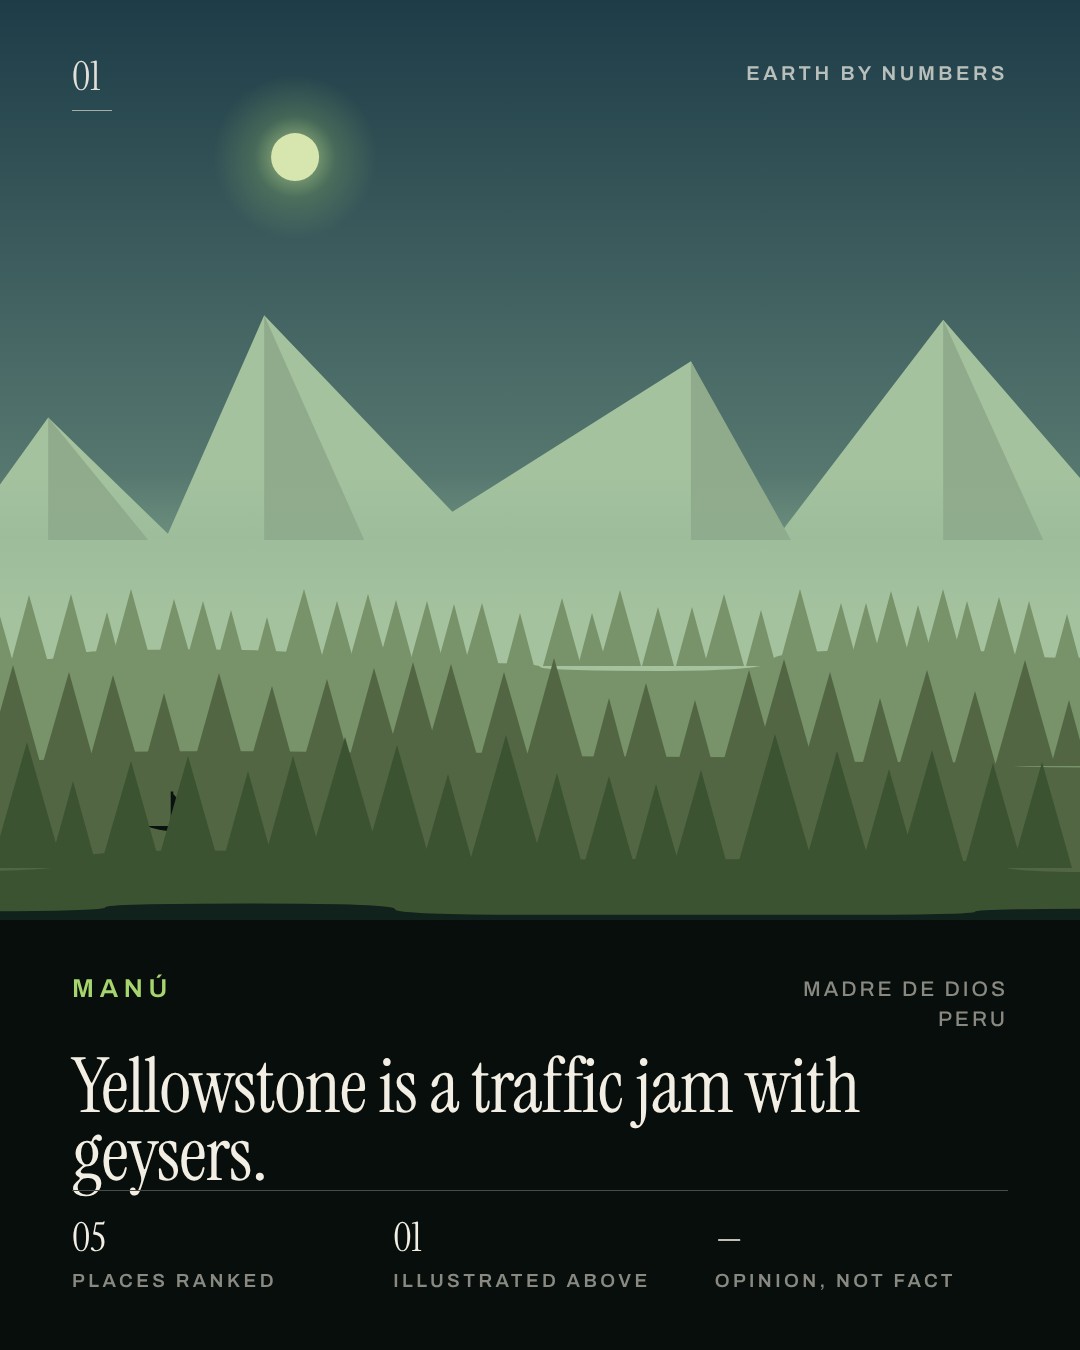 01
EARTH BY NUMBERS
MANÚ
MADRE DE DIOS
PERU
Yellowstone is a traffic jam with
geysers.
05
01
—
PLACES RANKED
ILLUSTRATED ABOVE
OPINION, NOT FACT